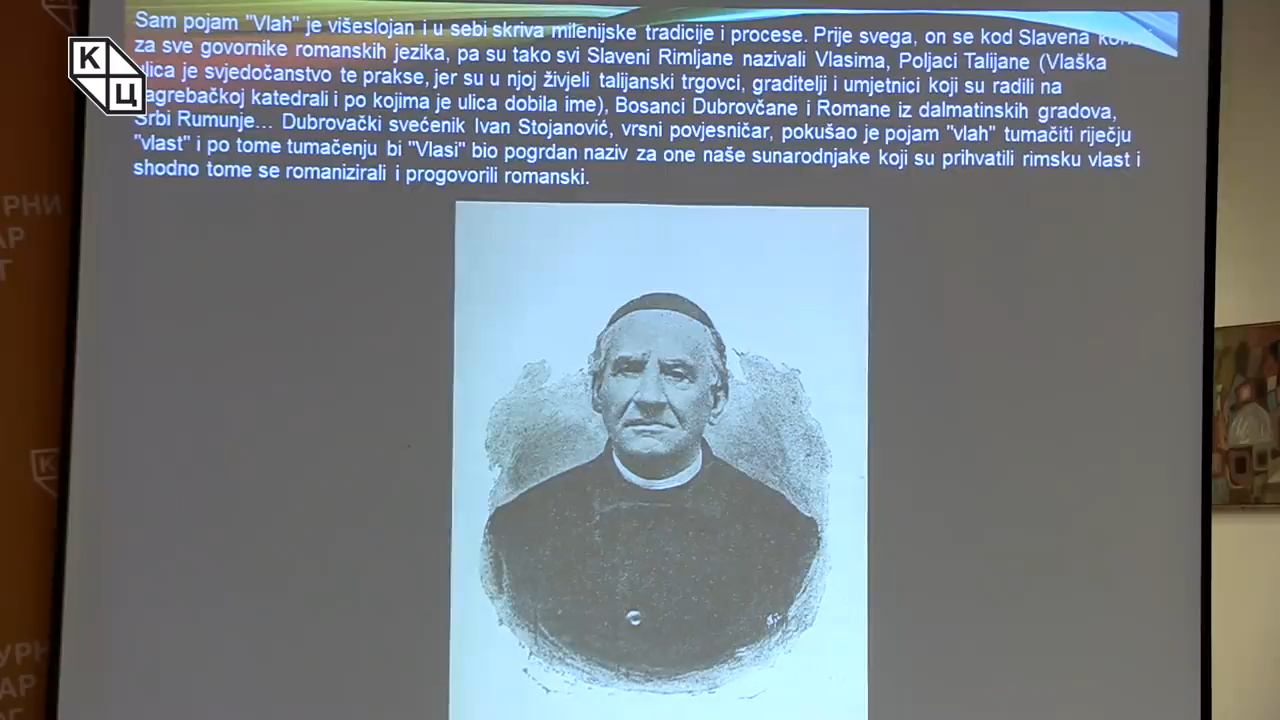 Sam pojam "Vlah" je višeslojan i u sebi skriva milenijske tradicije i procese. Prije svega, on se kod Slavena
za sve govornike romanskih jezika, pa su tako svi Slaveni Rimljane nazivali Vlasima, Poljaci Talijane (Vlaška
ulica je svjedočanstvo te prakse, jer su u njoj živjeli talijanski trgovci, graditelji i umjetnici koji su radili na
zagrebačkoj katedrali i po kojima je ulica dobila ime), Bosanci Dubrovčane i Romane iz dalmatinskih gradova,
Srbi Rumunje... Dubrovački svećenik Ivan Stojanović, vrsni povjesničar, pokušao je pojam "vlah" tumačiti riječju
"vlast" i po tome tumačenju bi "Vlasi" bio pogrdan naziv za one naše sunarodnjake koji su prihvatili rimsku vlast i
shodno tome se romanizirali i progovorili romanski.
К
Ц
РНИ
АР
Г
К
УРН
АР